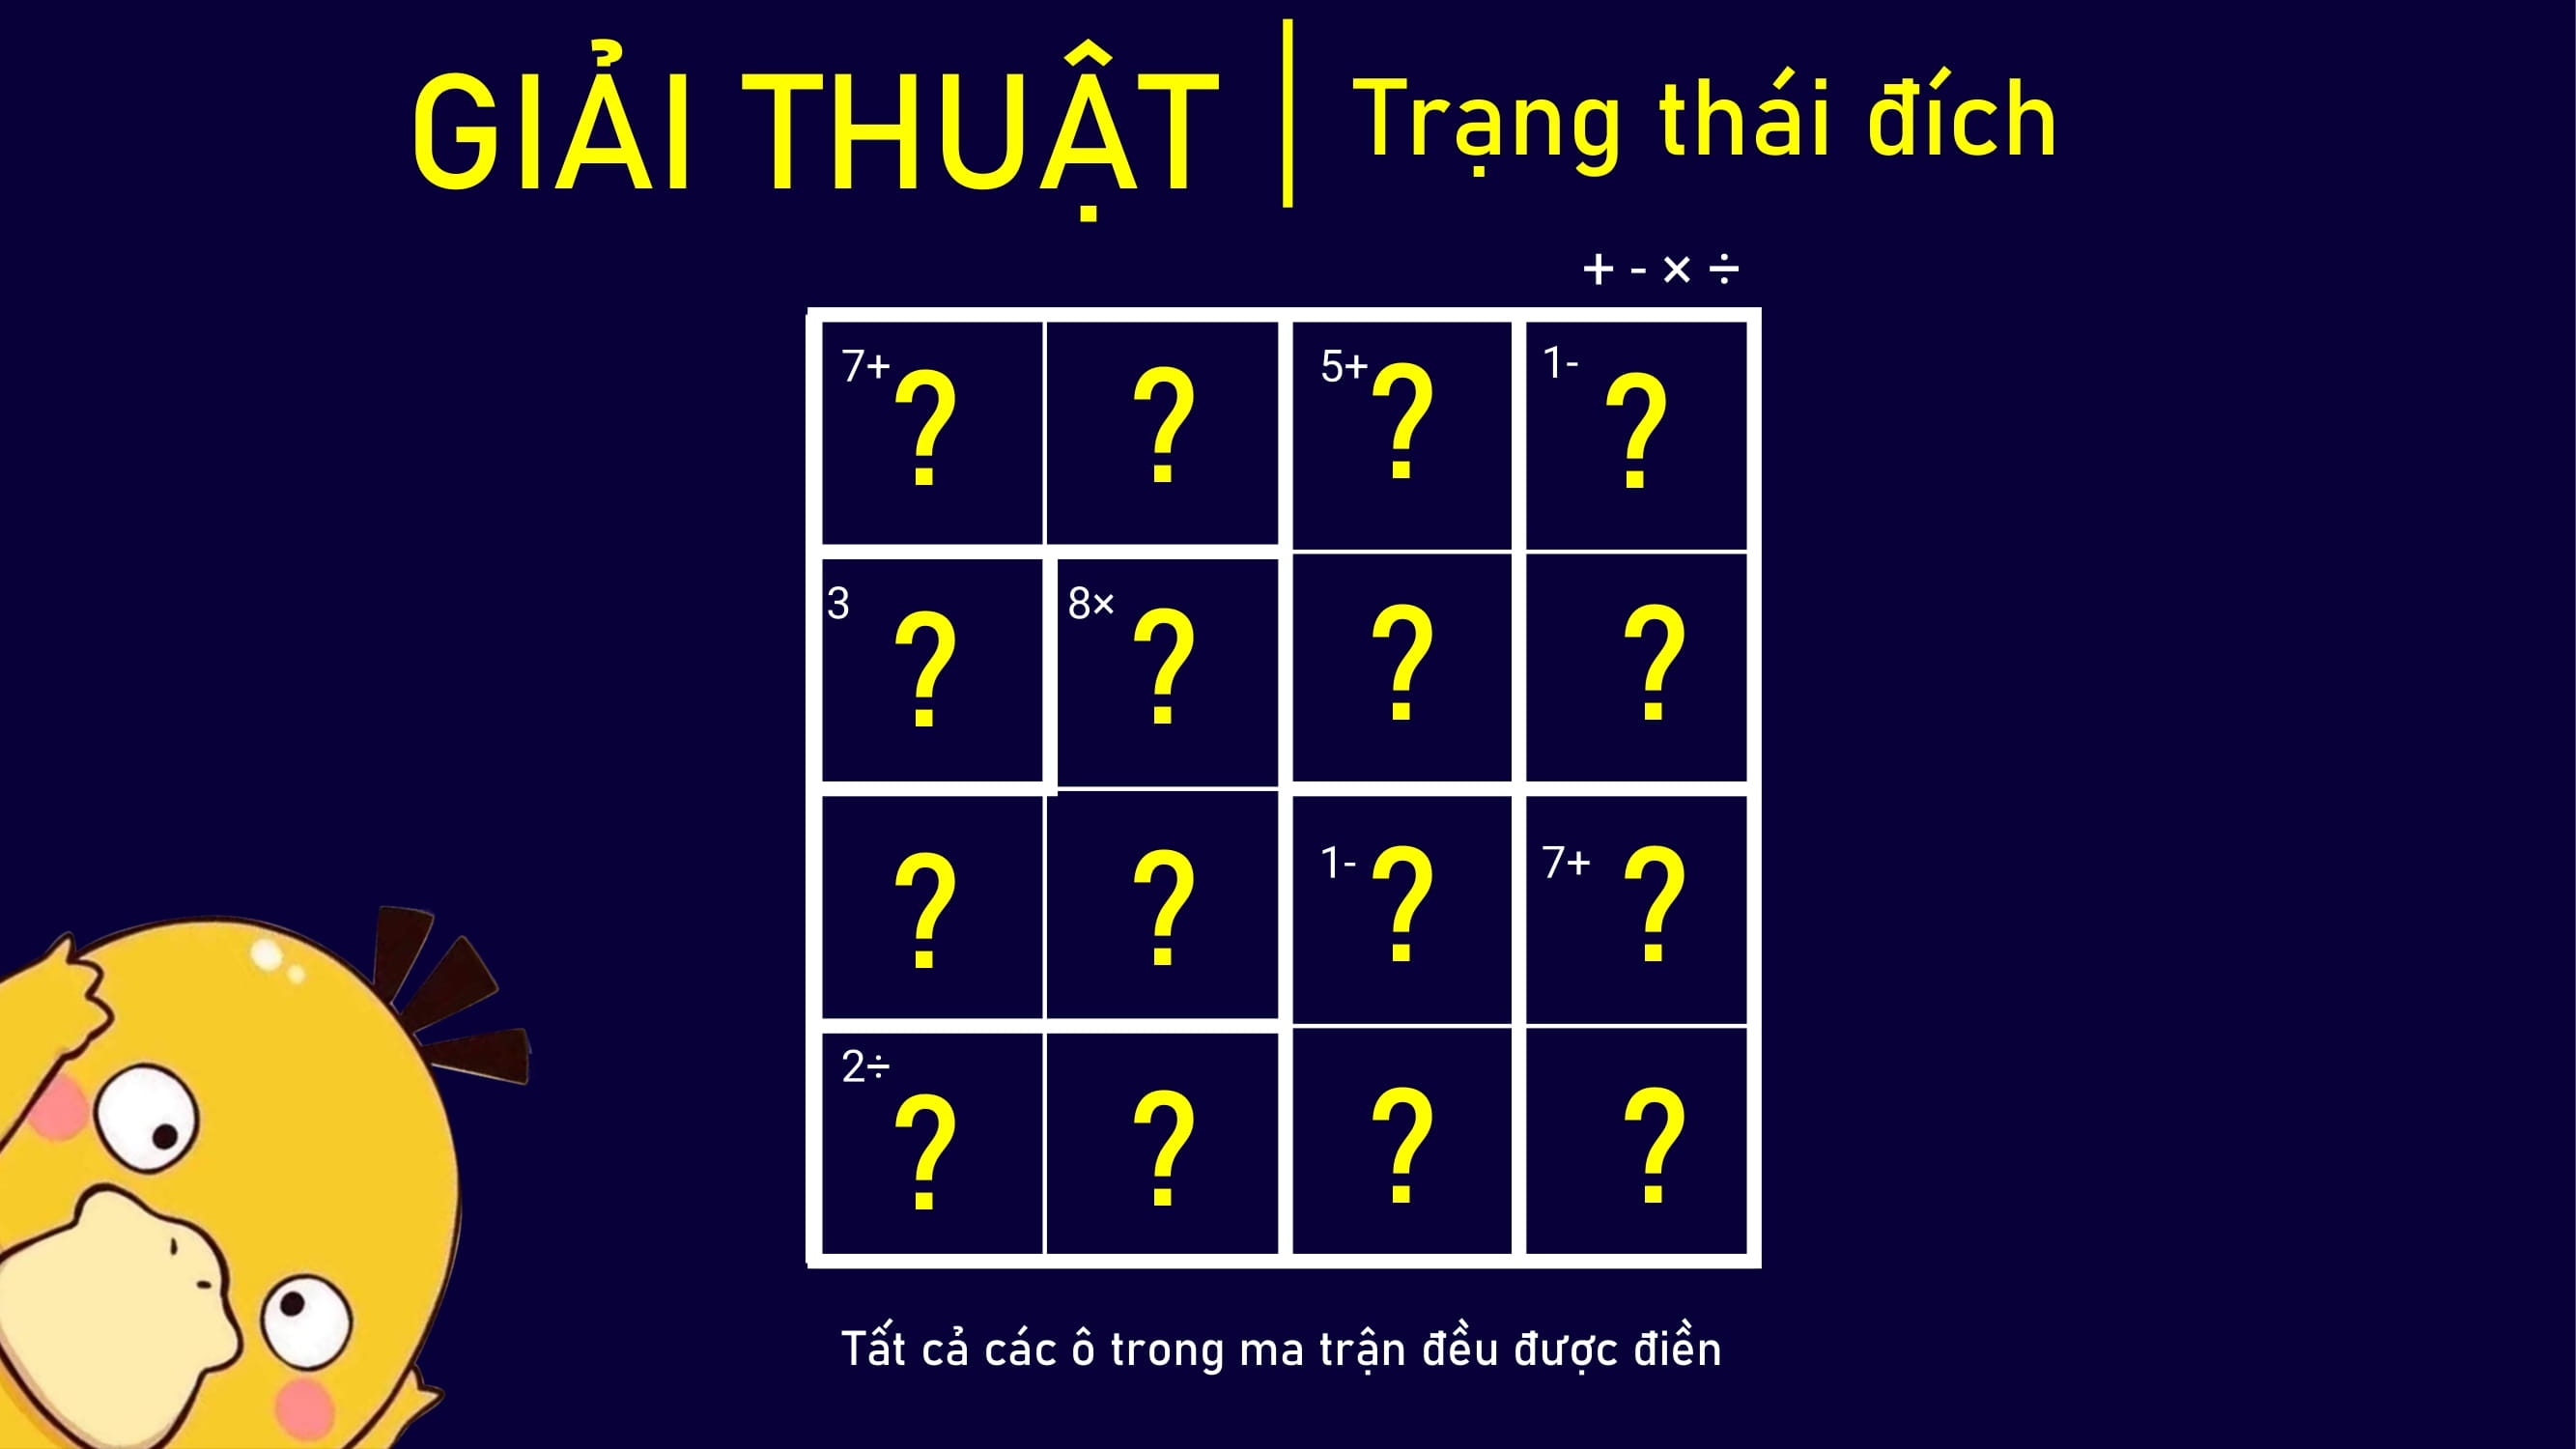 GIẢI THUẬT
Trạng thái đích
+ - × ÷
7+ ? ? 5+ ? 1- ?
3 ? 8× ? ? ?
? ? 1- ? 7+ ?
2÷ ? ? ? ?
Tất cả các ô trong ma trận đều được điền